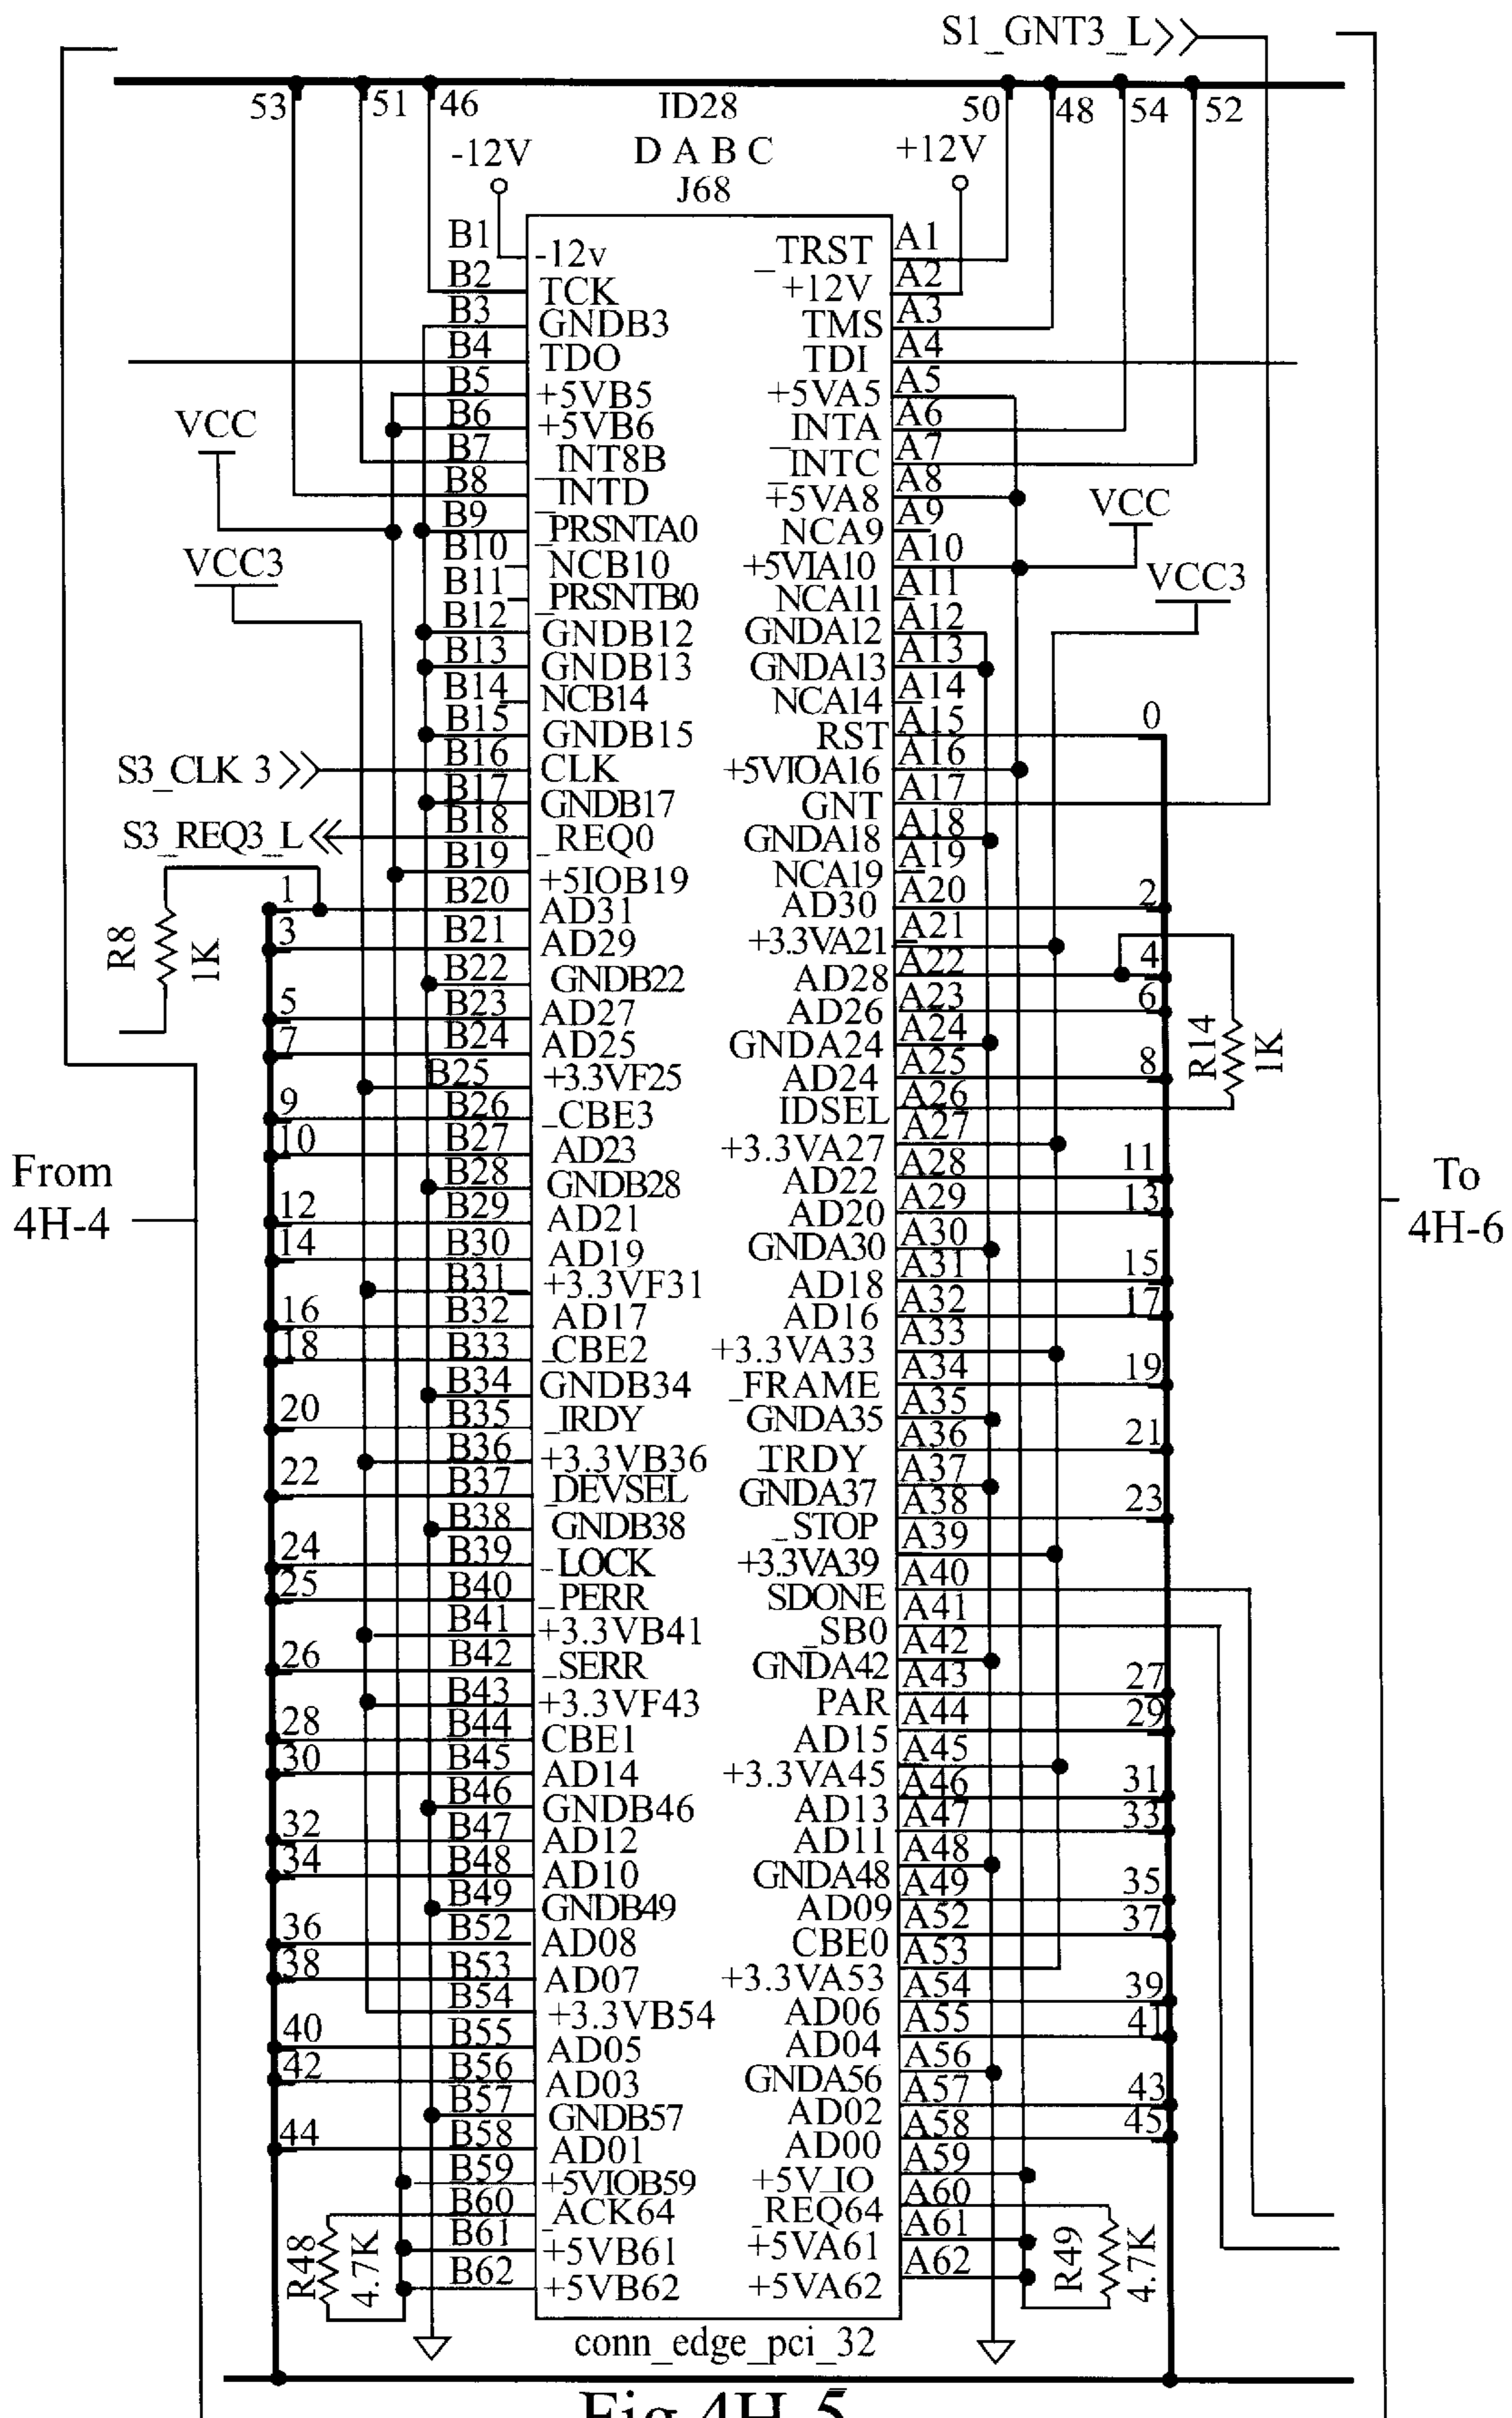 S1_GNT3_L
53 51 46 ID28 50 48 54 52
-12V D A B C +12V
J68
B1 -12v _TRST A1
B2 TCK +12V A2
B3 GNDB3 TMS A3
B4 TDO TDI A4
B5 +5VB5 +5VA5 A5
VCC B6 +5VB6 _INTA A6
B7 _INT8B _INTC A7
B8 _INTD +5VA8 A8 VCC
B9 _PRSNTA0 NCA9 A9
VCC3 B10 NCB10 +5VIA10 A10 VCC3
B11 _PRSNTB0 NCA11 A11
B12 GNDB12 GNDA12 A12
B13 GNDB13 GNDA13 A13
B14 NCB14 NCA14 A14
B15 GNDB15 RST A15 0
S3_CLK 3 B16 CLK +5VIOA16 A16
B17 GNDB17 GNT A17
S3_REQ3_L B18 _REQ0 GNDA18 A18
B19 +5IOB19 NCA19 A19
1 B20 AD31 AD30 A20 2
R8 1K 3 B21 AD29 +3.3VA21 A21
B22 GNDB22 AD28 A22 4
5 B23 AD27 AD26 A23 6
7 B24 AD25 GNDA24 A24 R14 1K
B25 +3.3VF25 AD24 A25 8
9 B26 _CBE3 IDSEL A26
10 B27 AD23 +3.3VA27 A27
From B28 GNDB28 AD22 A28 11 To
4H-4 12 B29 AD21 AD20 A29 13 4H-6
14 B30 AD19 GNDA30 A30
B31 +3.3VF31 AD18 A31 15
16 B32 AD17 AD16 A32 17
18 B33 _CBE2 +3.3VA33 A33
B34 GNDB34 _FRAME A34 19
20 B35 _IRDY GNDA35 A35
B36 +3.3VB36 _TRDY A36 21
22 B37 _DEVSEL GNDA37 A37
B38 GNDB38 _STOP A38 23
24 B39 _LOCK +3.3VA39 A39
25 B40 _PERR SDONE A40
B41 +3.3VB41 _SB0 A41
26 B42 _SERR GNDA42 A42
B43 +3.3VF43 PAR A43 27
28 B44 CBE1 AD15 A44 29
30 B45 AD14 +3.3VA45 A45
B46 GNDB46 AD13 A46 31
32 B47 AD12 AD11 A47 33
34 B48 AD10 GNDA48 A48
B49 GNDB49 AD09 A49 35
36 B52 AD08 CBE0 A52 37
38 B53 AD07 +3.3VA53 A53
B54 +3.3VB54 AD06 A54 39
40 B55 AD05 AD04 A55 41
42 B56 AD03 GNDA56 A56
B57 GNDB57 AD02 A57 43
44 B58 AD01 AD00 A58 45
B59 +5VIOB59 +5V_IO A59
B60 _ACK64 _REQ64 A60
R48 4.7K B61 +5VB61 +5VA61 A61 R49 4.7K
B62 +5VB62 +5VA62 A62
conn_edge_pci_32
Fig.4H-5